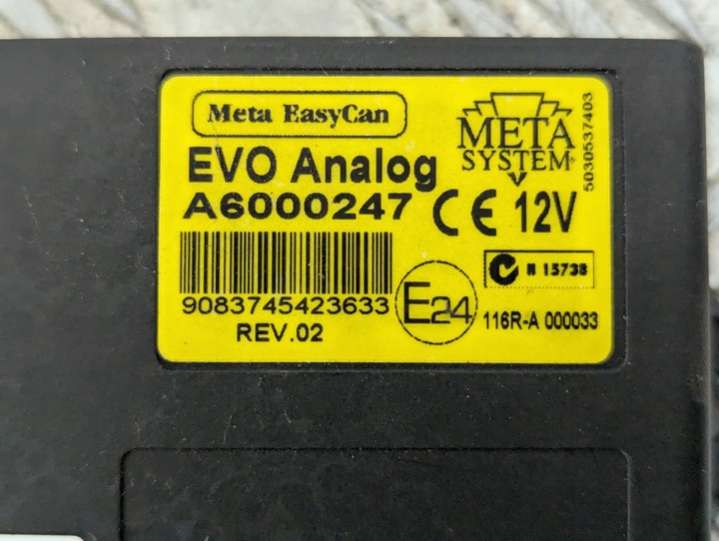 Meta EasyCan
META
SYSTEM
5030537403
EVO Analog
A6000247
CE 12V
N 15738
9083745423633
REV.02
E24
116R-A 000033